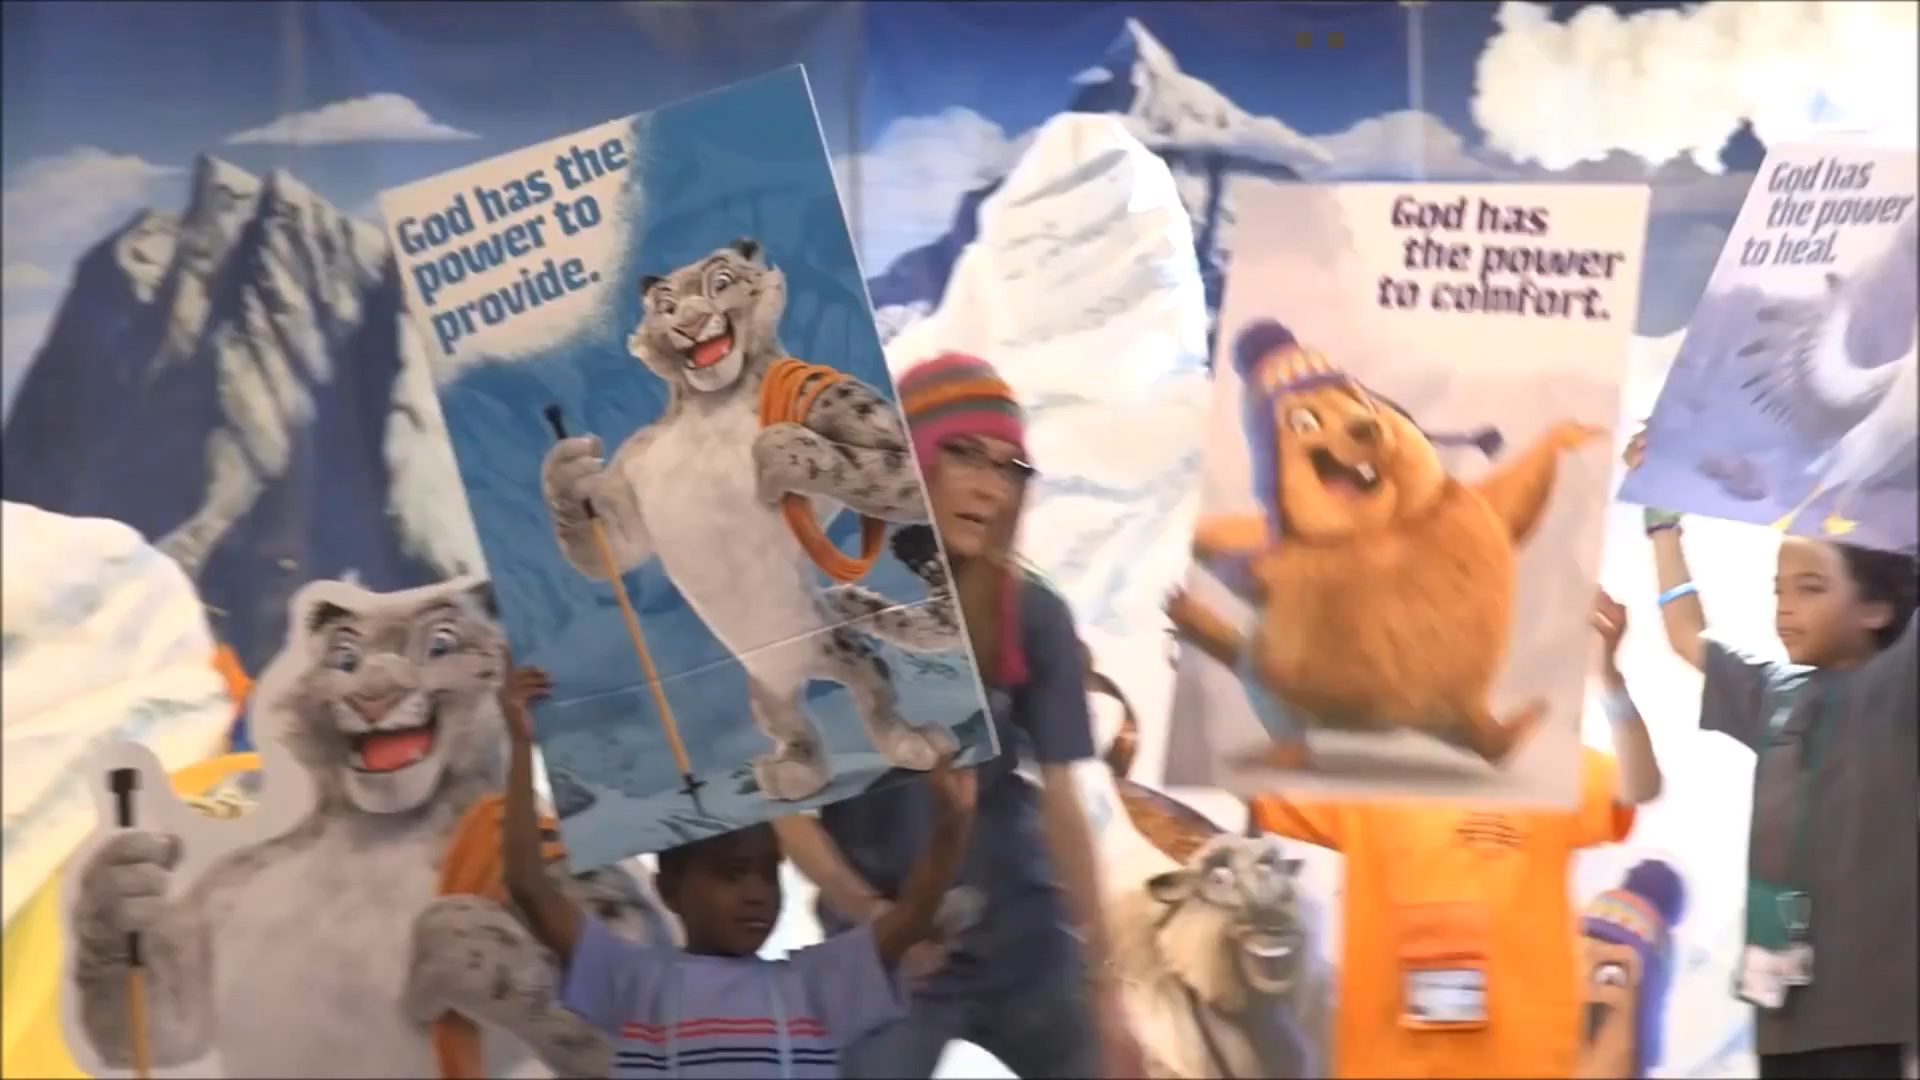 God has the
power to
provide.
God has
the power
to comfort.
God has
the power
to heal.